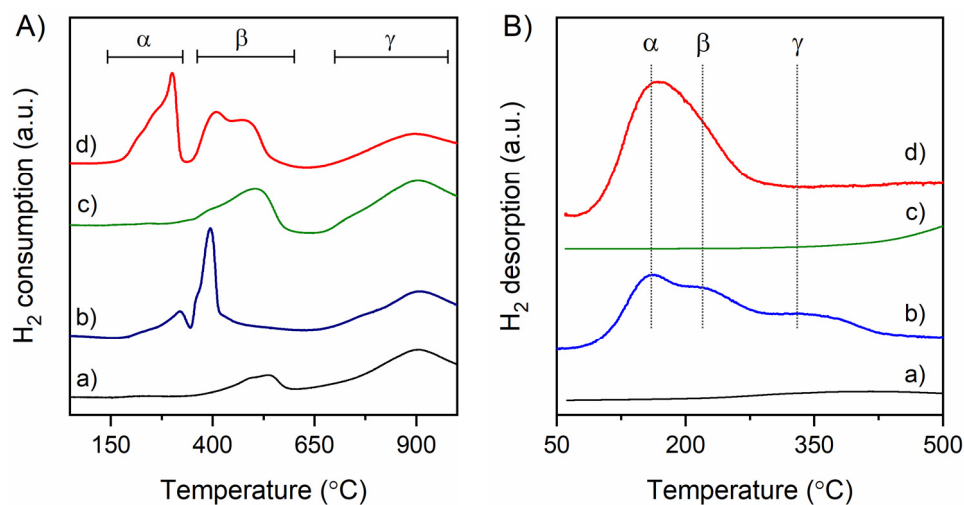 A)
α
β
γ
H₂ consumption (a.u.)
d)
c)
b)
a)
150
400
650
900
Temperature (°C)
B)
α
β
γ
H₂ desorption (a.u.)
d)
c)
b)
a)
50
200
350
500
Temperature (°C)